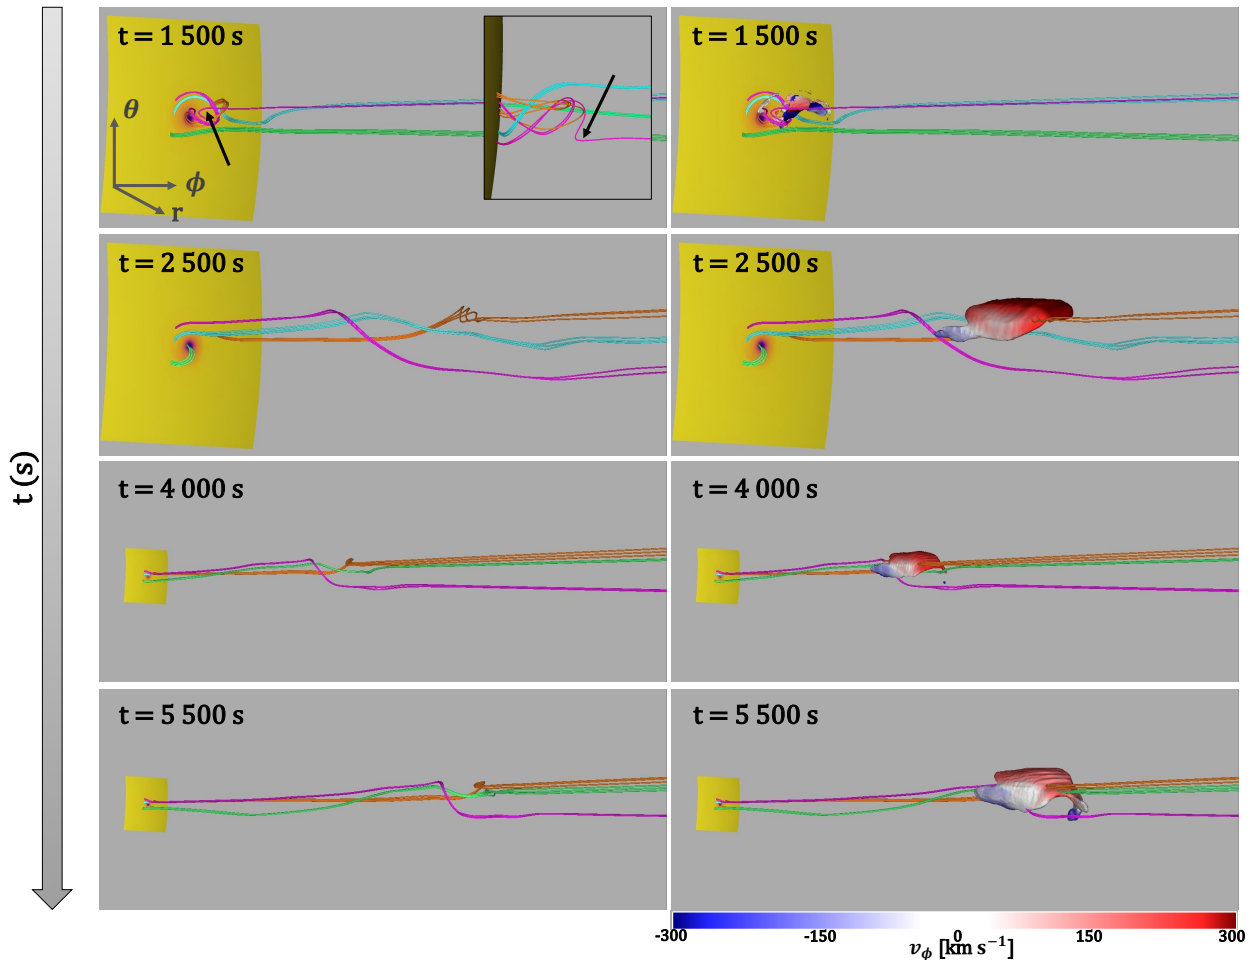 t = 1 500 s
t = 1 500 s
θ
ϕ
r
t = 2 500 s
t = 2 500 s
t (s)
t = 4 000 s
t = 4 000 s
t = 5 500 s
t = 5 500 s
-300 -150 0 150 300
v_ϕ [km s⁻¹]